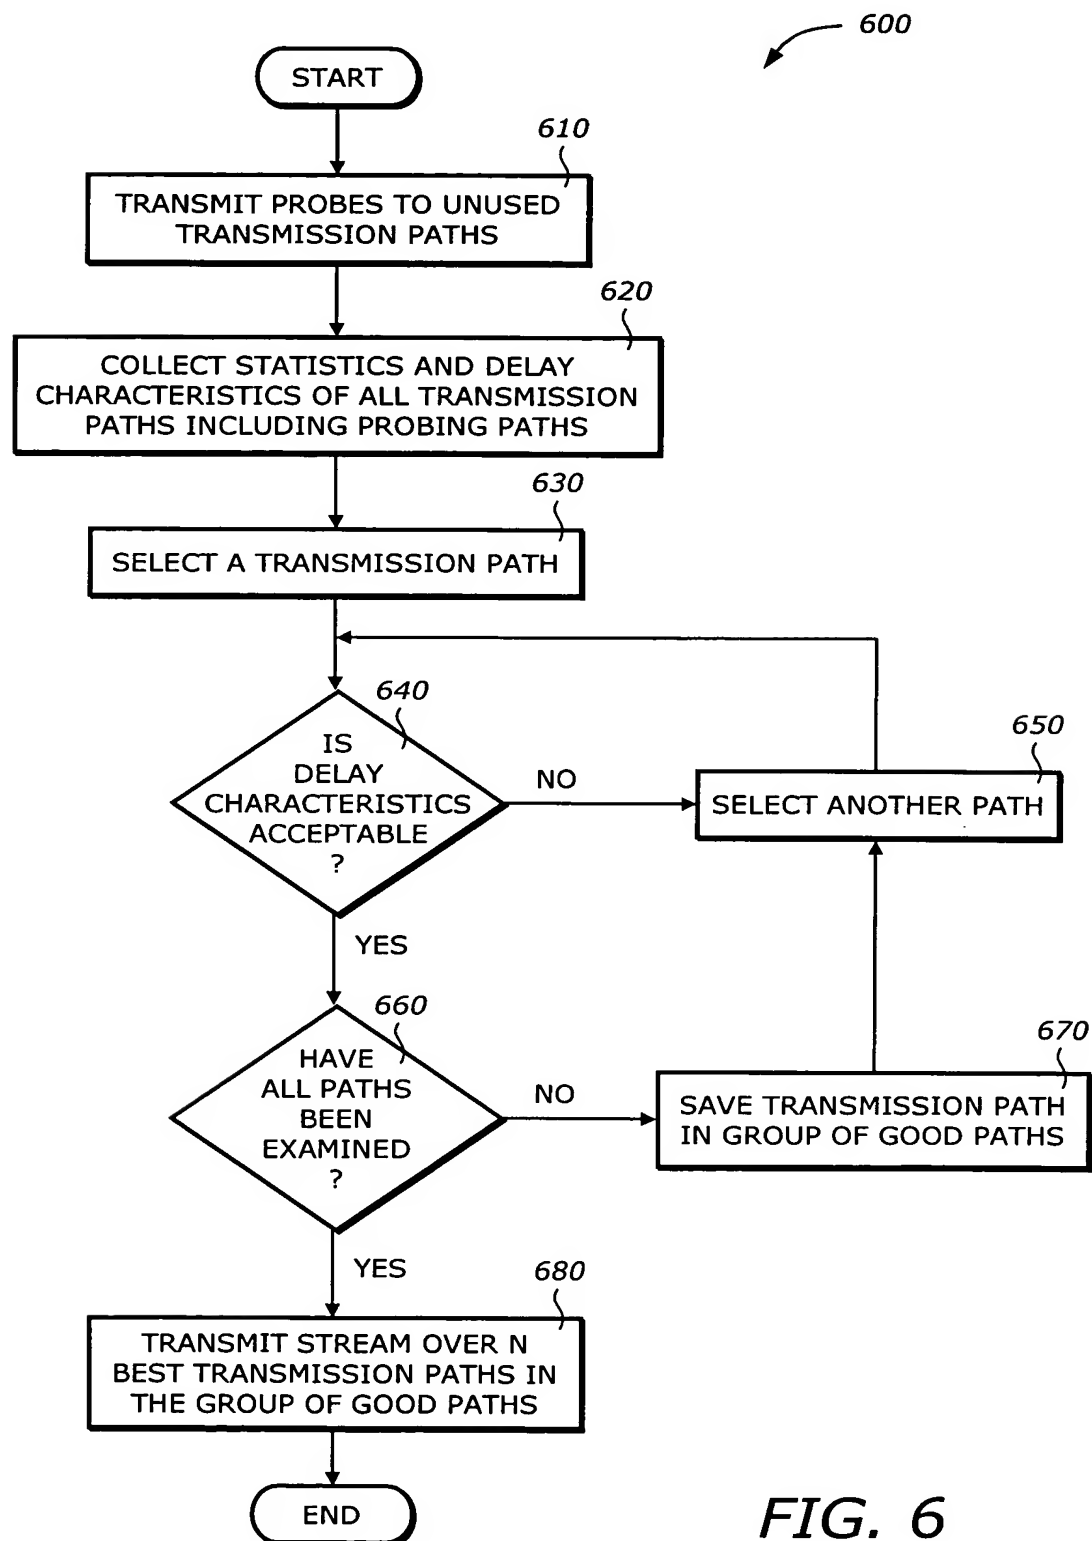 600
START
610
TRANSMIT PROBES TO UNUSED
TRANSMISSION PATHS
620
COLLECT STATISTICS AND DELAY
CHARACTERISTICS OF ALL TRANSMISSION
PATHS INCLUDING PROBING PATHS
630
SELECT A TRANSMISSION PATH
640
IS
DELAY
CHARACTERISTICS
ACCEPTABLE
?
NO
650
SELECT ANOTHER PATH
YES
660
HAVE
ALL PATHS
BEEN
EXAMINED
?
NO
670
SAVE TRANSMISSION PATH
IN GROUP OF GOOD PATHS
YES
680
TRANSMIT STREAM OVER N
BEST TRANSMISSION PATHS IN
THE GROUP OF GOOD PATHS
END
FIG. 6